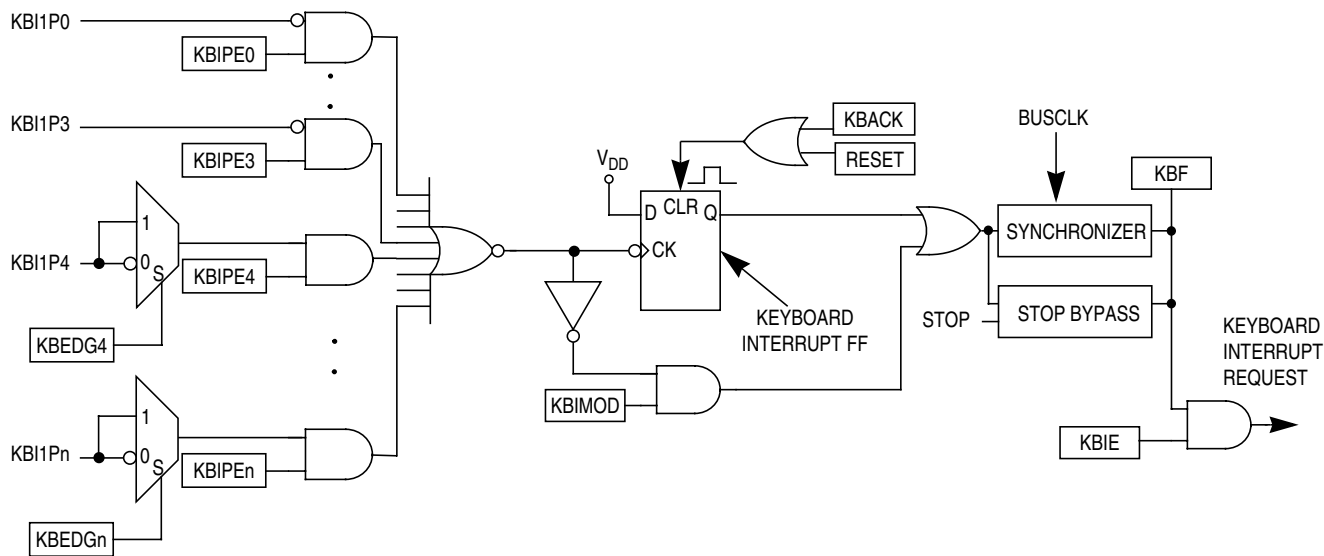 KBI1P0
KBIPE0
KBI1P3
KBIPE3
KBACK
RESET
BUSCLK
VDD
KBF
D CLR Q
CK
1
0
S
KBI1P4
KBIPE4
KBEDG4
SYNCHRONIZER
STOP
STOP BYPASS
KEYBOARD
INTERRUPT FF
KEYBOARD
INTERRUPT
REQUEST
KBIMOD
KBIE
1
0
S
KBI1Pn
KBIPEn
KBEDGn